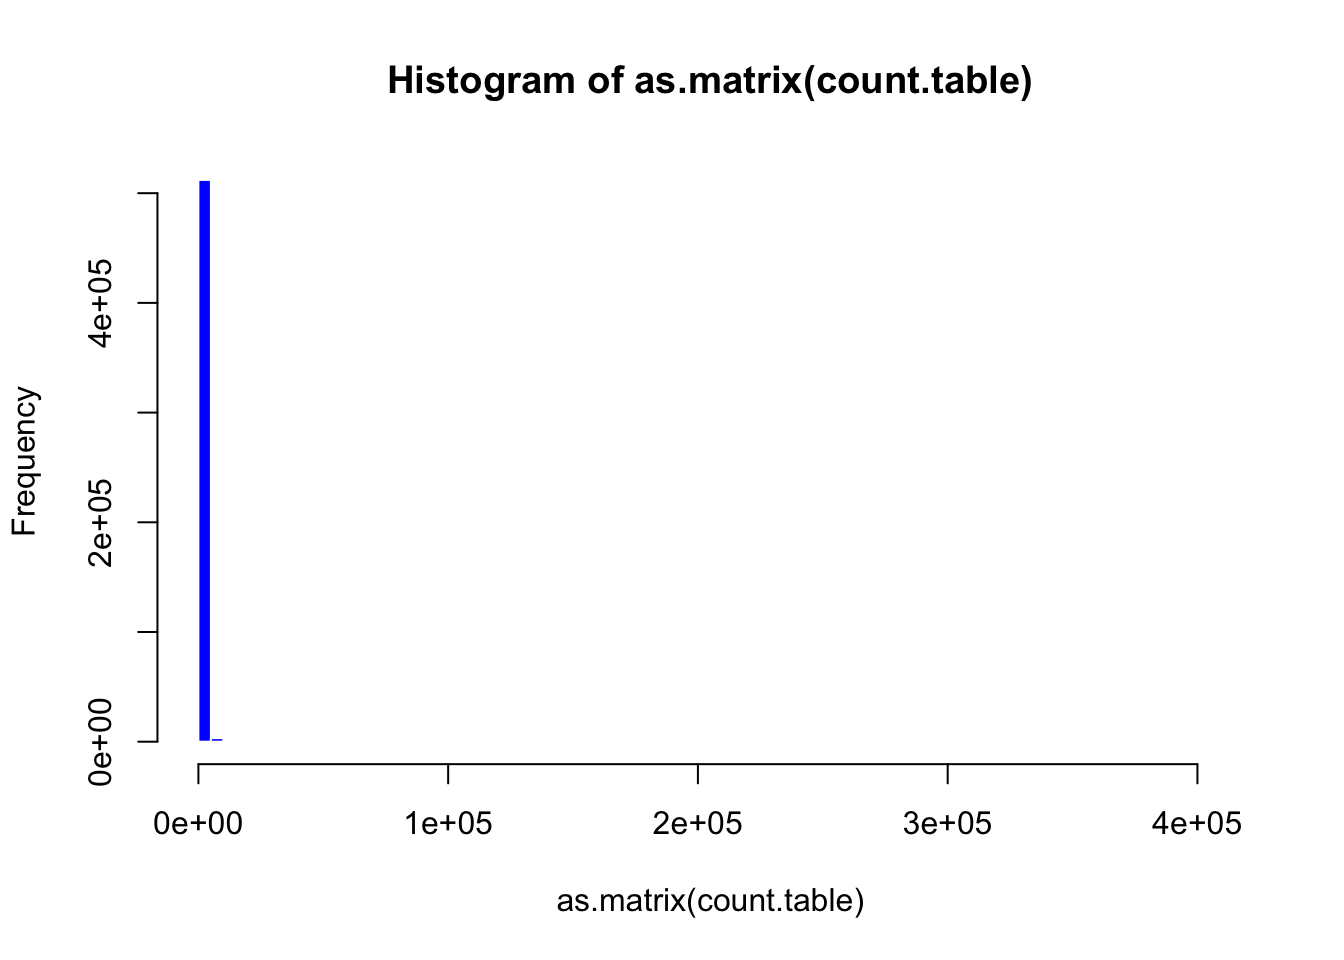 Histogram of as.matrix(count.table)
Frequency
4e+05
2e+05
0e+00
0e+00 1e+05 2e+05 3e+05 4e+05
as.matrix(count.table)